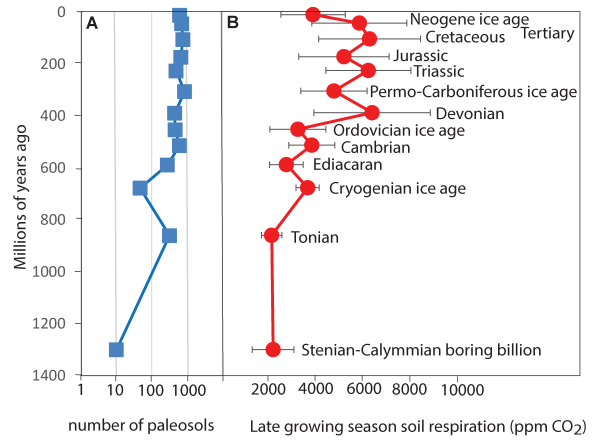 A
B
0
200
400
600
800
1000
1200
1400
Millions of years ago
Neogene ice age
Tertiary
Cretaceous
Jurassic
Triassic
Permo-Carboniferous ice age
Devonian
Ordovician ice age
Cambrian
Ediacaran
Cryogenian ice age
Tonian
Stenian-Calymmian boring billion
1 10 100 1000
2000 4000 6000 8000 10000
number of paleosols
Late growing season soil respiration (ppm CO2)